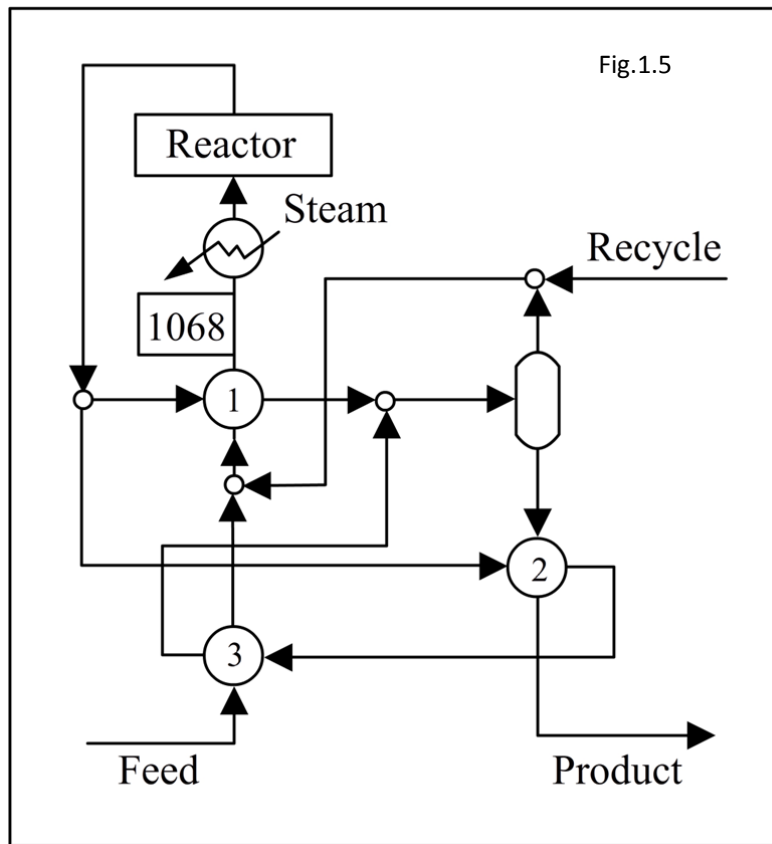 Fig.1.5
Reactor
Steam
Recycle
1068
1
2
3
Feed
Product